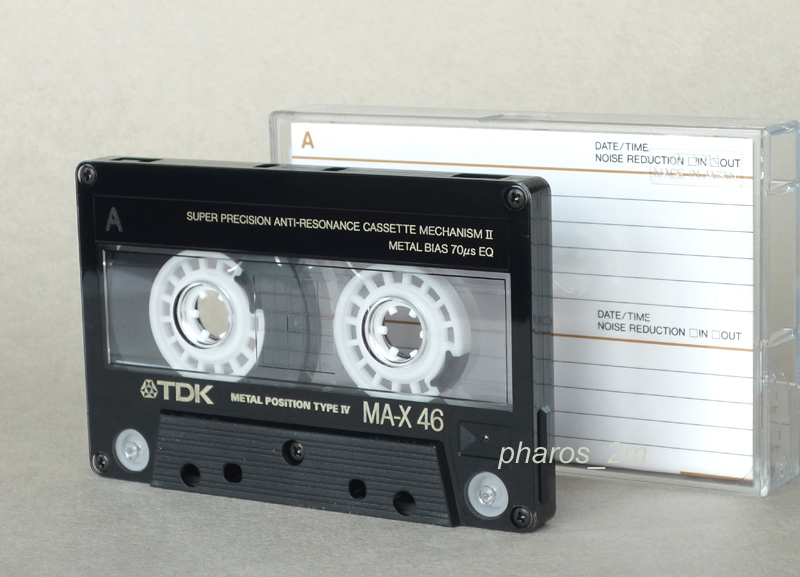 A
DATE/TIME
NOISE REDUCTION □IN □OUT
A
SUPER PRECISION ANTI-RESONANCE CASSETTE MECHANISM II
METAL BIAS 70μs EQ
DATE/TIME
NOISE REDUCTION □IN □OUT
TDK METAL POSITION TYPE IV MA-X 46
pharos_2m